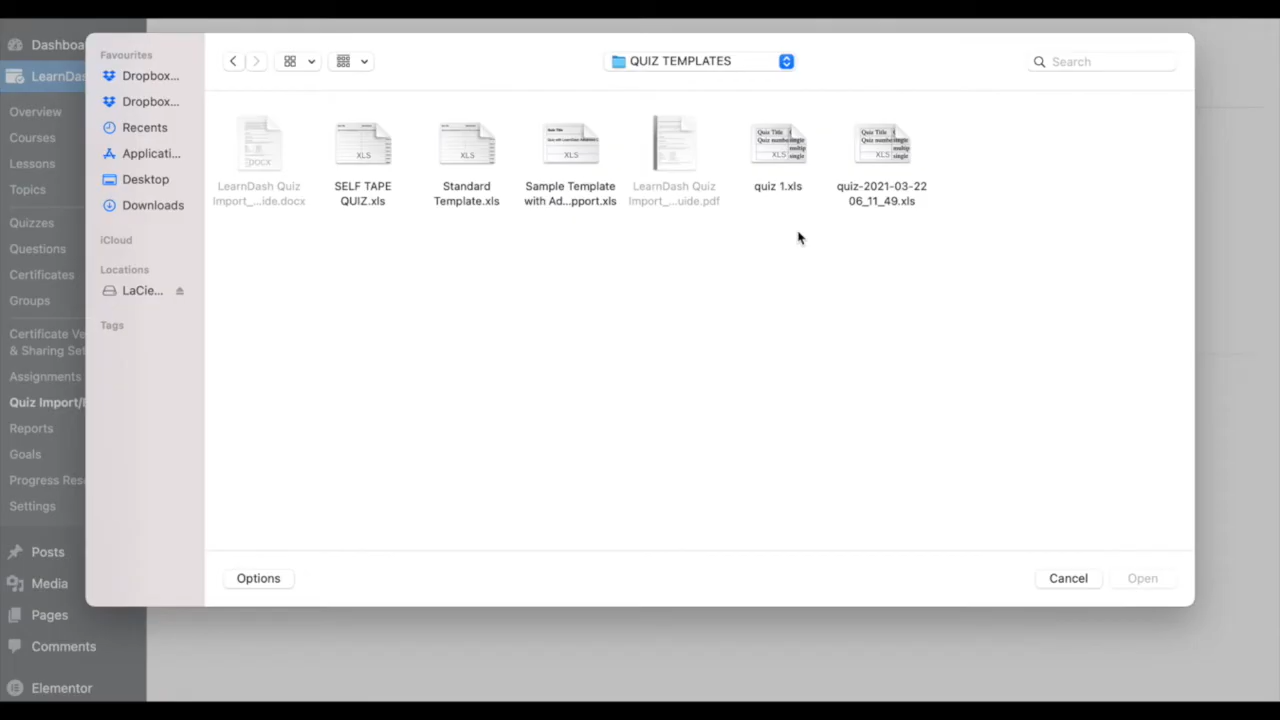 Dashboa
LearnDas
Overview
Courses
Lessons
Topics
Quizzes
Questions
Certificates
Groups
Certificate Ve
& Sharing Set
Assignments
Quiz Import/E
Reports
Goals
Progress Res
Settings
Posts
Media
Pages
Comments
Elementor
Favourites
Dropbox...
Dropbox...
Recents
Applicati...
Desktop
Downloads
iCloud
Locations
LaCie...
Tags
QUIZ TEMPLATES
Search
LearnDash Quiz
Import_...ide.docx
SELF TAPE
QUIZ.xls
Standard
Template.xls
Sample Template
with Ad...pport.xls
LearnDash Quiz
Import_...uide.pdf
quiz 1.xls
quiz-2021-03-22
06_11_49.xls
Options
Cancel
Open